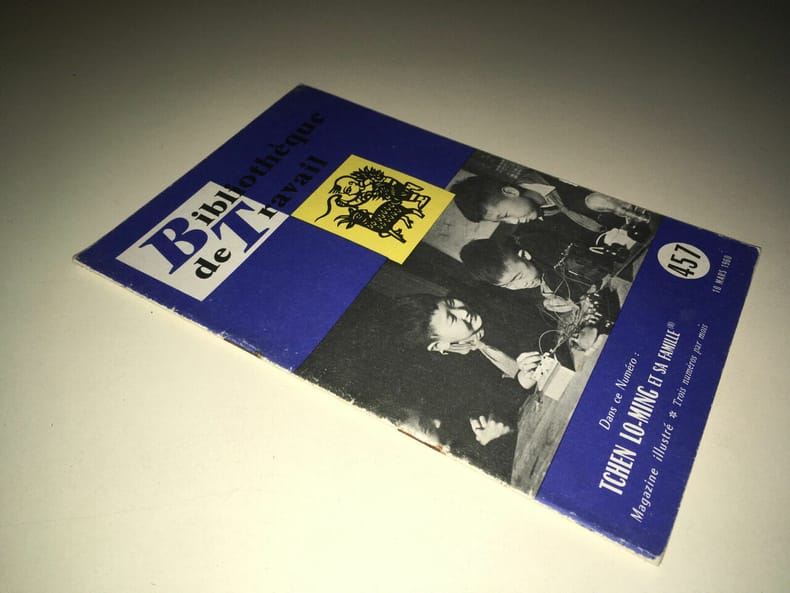 Bibliothèque
de Travail
457
10 MARS 1960
Dans ce Numéro :
TCHEN LO-MING ET SA FAMILLE (II)
Magazine illustré * Trois numéros par mois